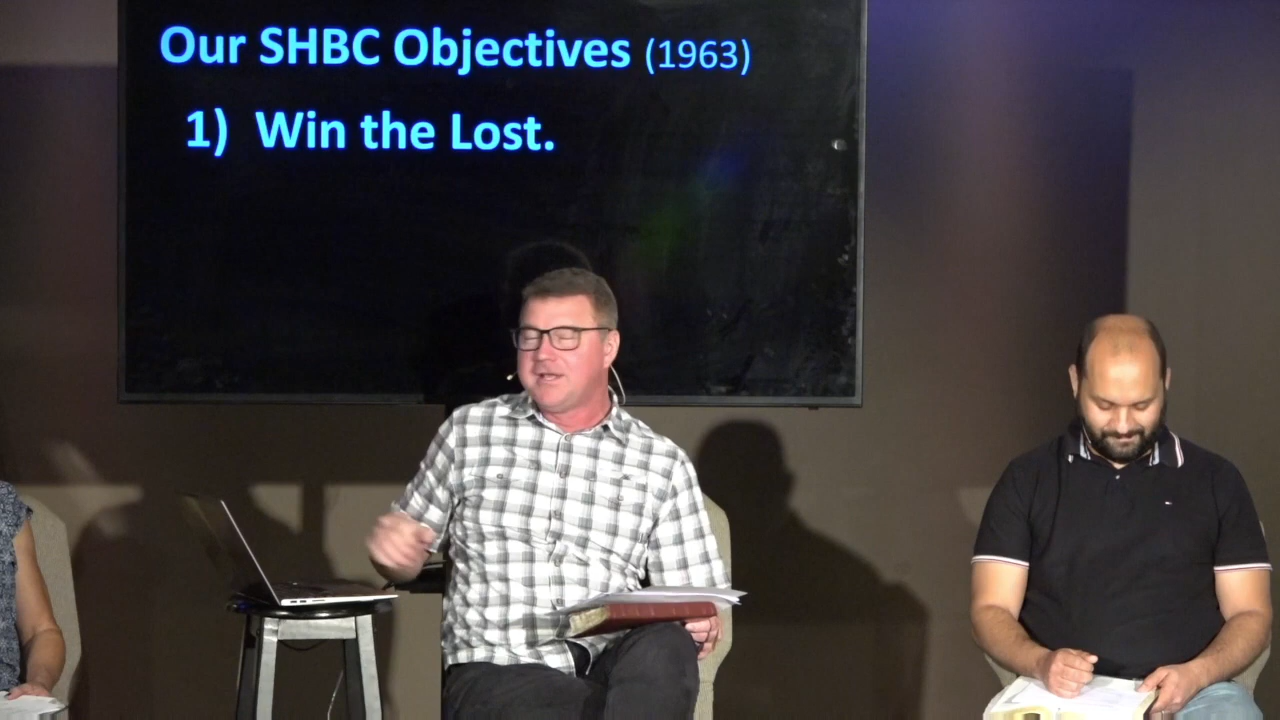 Our SHBC Objectives (1963)
1) Win the Lost.